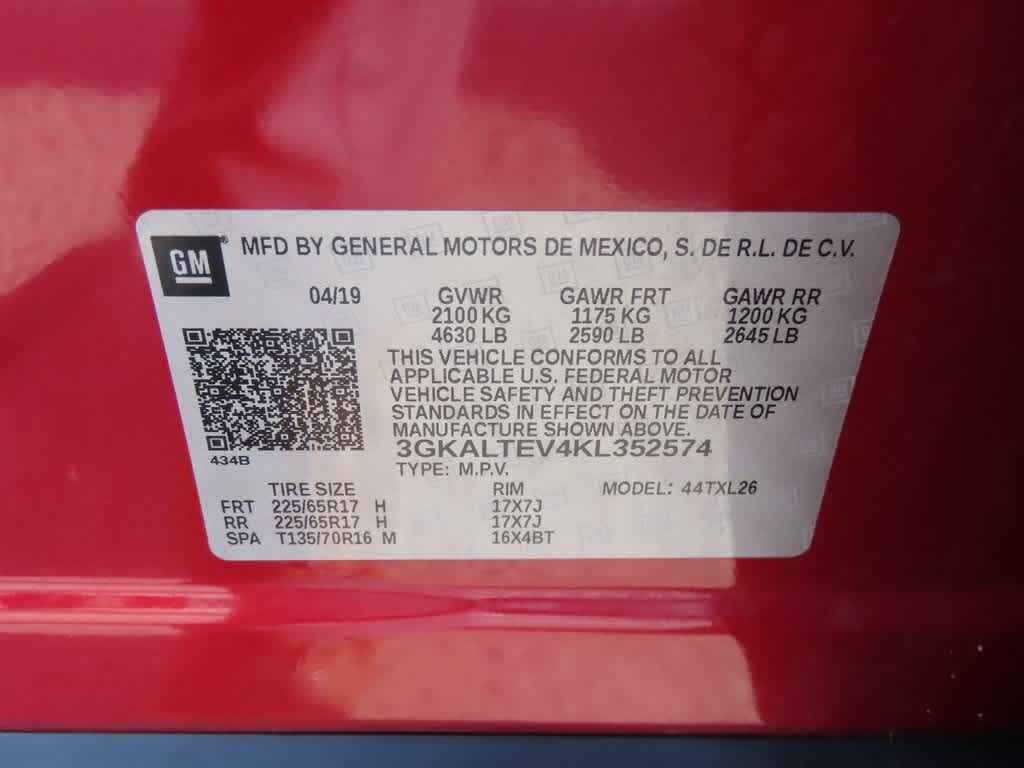 GM® MFD BY GENERAL MOTORS DE MEXICO, S. DE R.L. DE C.V.
04/19 GVWR GAWR FRT GAWR RR
2100 KG 1175 KG 1200 KG
4630 LB 2590 LB 2645 LB
THIS VEHICLE CONFORMS TO ALL
APPLICABLE U.S. FEDERAL MOTOR
VEHICLE SAFETY AND THEFT PREVENTION
STANDARDS IN EFFECT ON THE DATE OF
MANUFACTURE SHOWN ABOVE.
3GKALTEV4KL352574
434B
TYPE: M.P.V.
TIRE SIZE RIM MODEL: 44TXL26
FRT 225/65R17 H 17X7J
RR 225/65R17 H 17X7J
SPA T135/70R16 M 16X4BT